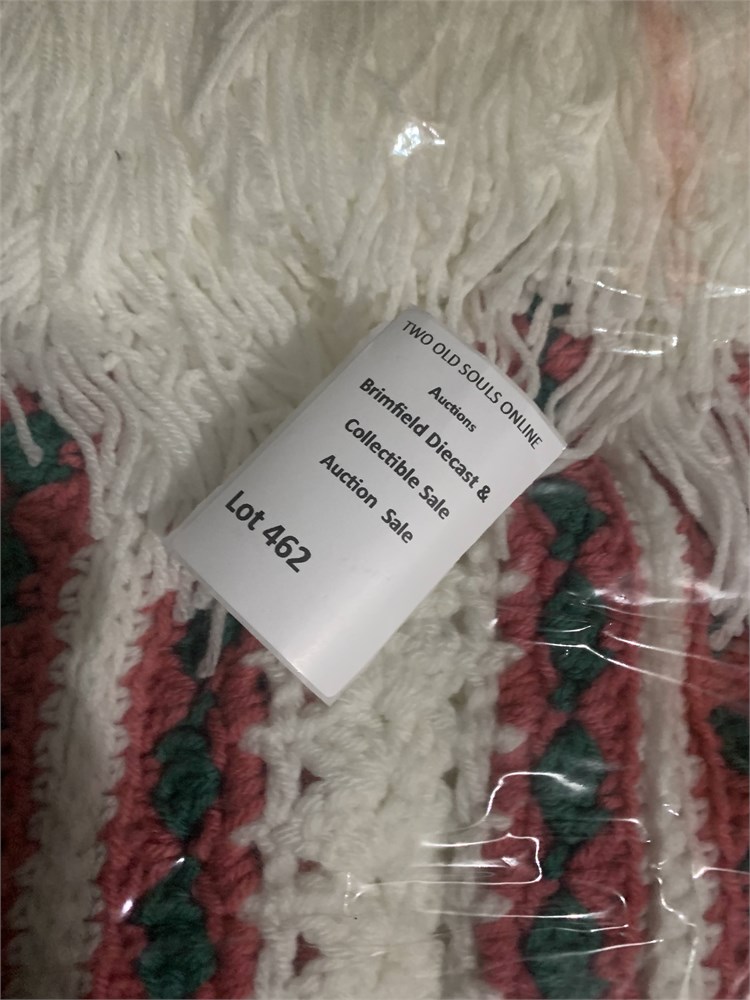 TWO OLD SOULS ONLINE
Auctions
Brimfield Diecast &
Collectible Sale
Auction Sale
Lot 462